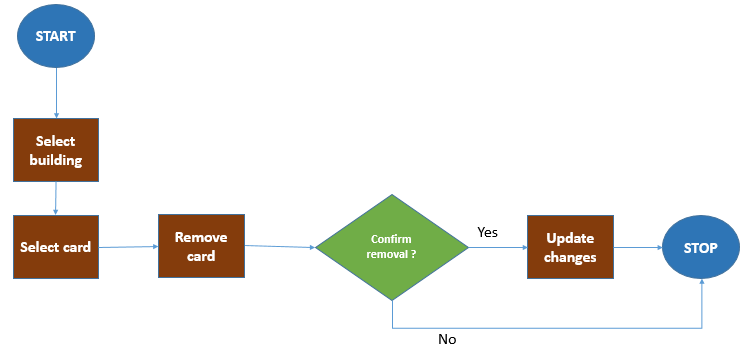 START
Select
building
Select card
Remove
card
Confirm
removal ?
Yes
Update
changes
STOP
No